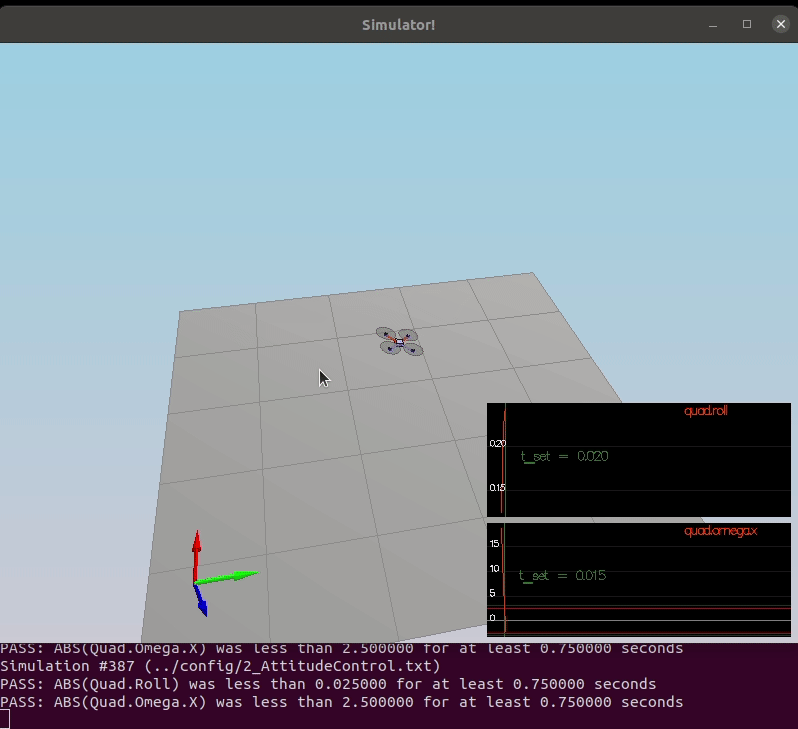 Simulator!
quad.roll
0.20
t_set = 0.020
0.15
quad.omega.x
15
10
t_set = 0.015
5
0
PASS: ABS(Quad.Omega.X) was less than 2.500000 for at least 0.750000 seconds
Simulation #387 (../config/2_AttitudeControl.txt)
PASS: ABS(Quad.Roll) was less than 0.025000 for at least 0.750000 seconds
PASS: ABS(Quad.Omega.X) was less than 2.500000 for at least 0.750000 seconds